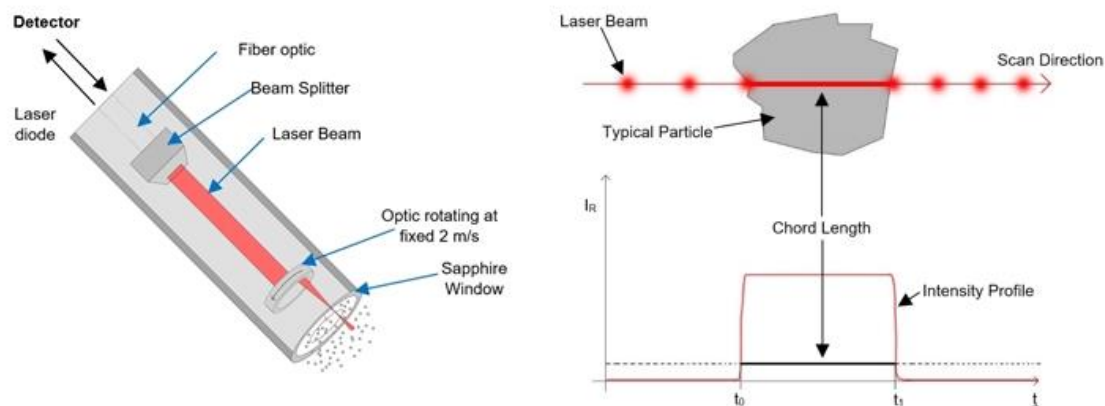 Detector
Fiber optic
Beam Splitter
Laser
diode
Laser Beam
Optic rotating at
fixed 2 m/s
Sapphire
Window
Laser Beam
Scan Direction
Typical Particle
I_R
Chord Length
Intensity Profile
t₀
t₁
t